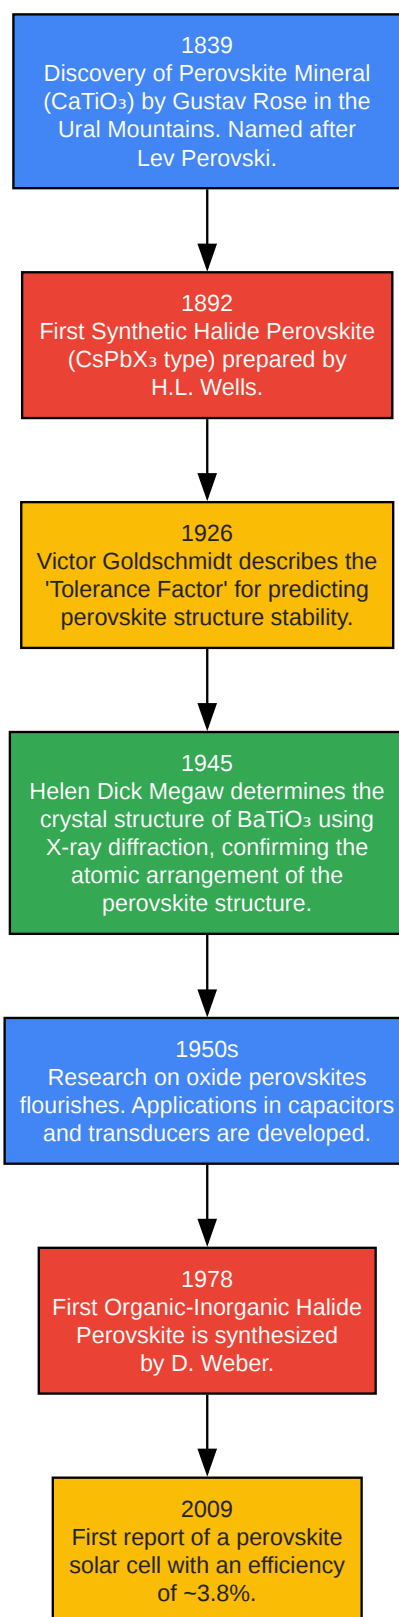 1839
Discovery of Perovskite Mineral
(CaTiO₃) by Gustav Rose in the
Ural Mountains. Named after
Lev Perovski.
1892
First Synthetic Halide Perovskite
(CsPbX₃ type) prepared by
H.L. Wells.
1926
Victor Goldschmidt describes the
'Tolerance Factor' for predicting
perovskite structure stability.
1945
Helen Dick Megaw determines the
crystal structure of BaTiO₃ using
X-ray diffraction, confirming the
atomic arrangement of the
perovskite structure.
1950s
Research on oxide perovskites
flourishes. Applications in capacitors
and transducers are developed.
1978
First Organic-Inorganic Halide
Perovskite is synthesized
by D. Weber.
2009
First report of a perovskite
solar cell with an efficiency
of ~3.8%.